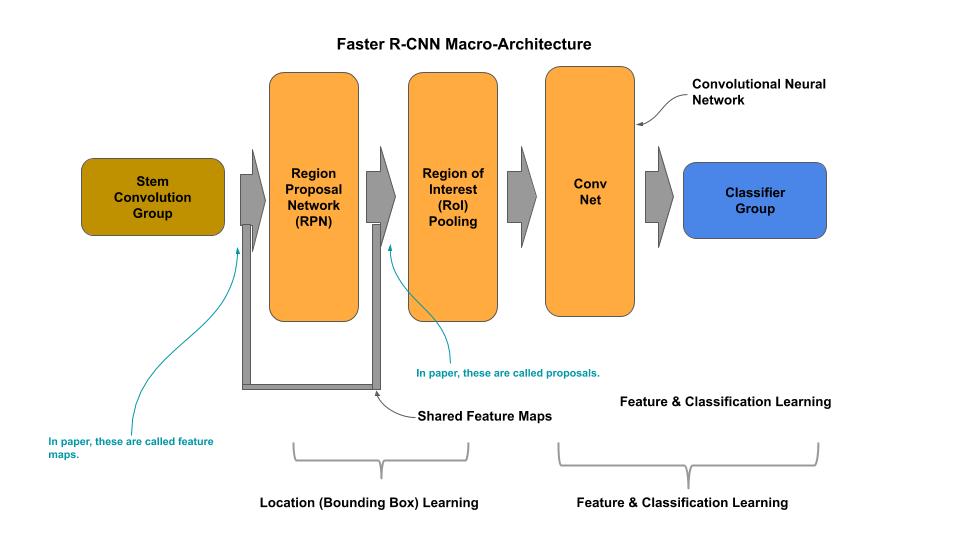 Faster R-CNN Macro-Architecture
Convolutional Neural
Network
Stem
Convolution
Group
Region
Proposal
Network
(RPN)
Region of
Interest
(RoI)
Pooling
Conv
Net
Classifier
Group
In paper, these are called proposals.
Feature & Classification Learning
Shared Feature Maps
In paper, these are called feature
maps.
Location (Bounding Box) Learning
Feature & Classification Learning